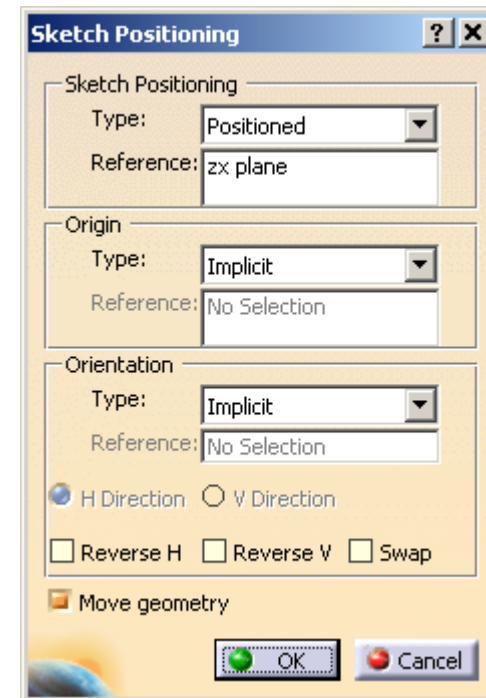 Sketch Positioning ?
Sketch Positioning
Type: Positioned
Reference: zx plane
Origin
Type: Implicit
Reference: No Selection
Orientation
Type: Implicit
Reference: No Selection
H Direction V Direction
Reverse H Reverse V Swap
Move geometry
OK Cancel